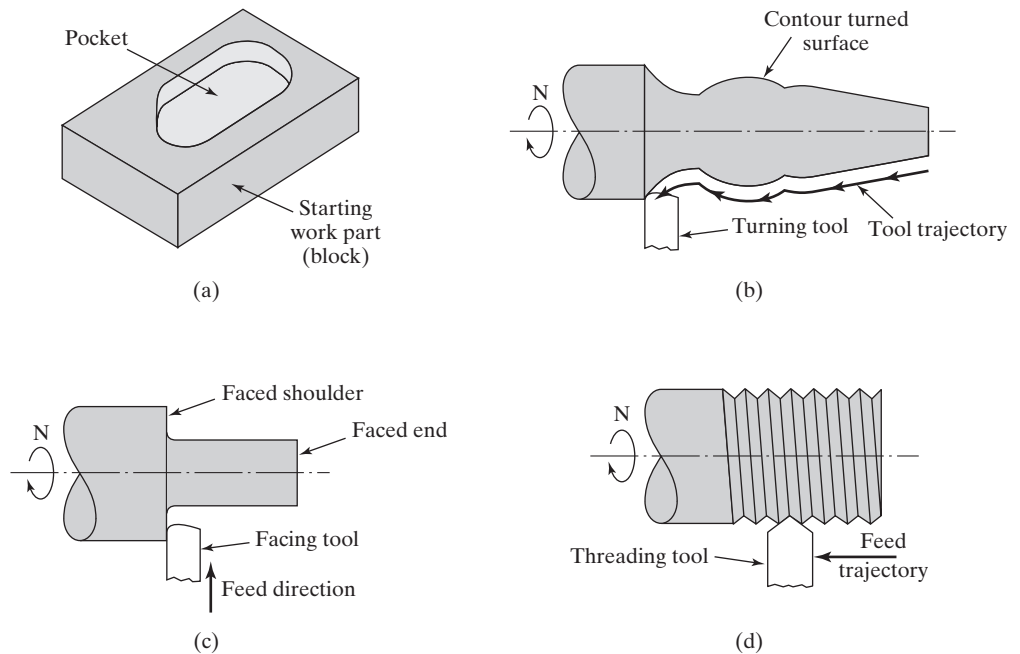 Pocket
Starting
work part
(block)
(a)
Contour turned
surface
N
Turning tool
Tool trajectory
(b)
Faced shoulder
Faced end
N
Facing tool
Feed direction
(c)
N
Threading tool
Feed
trajectory
(d)